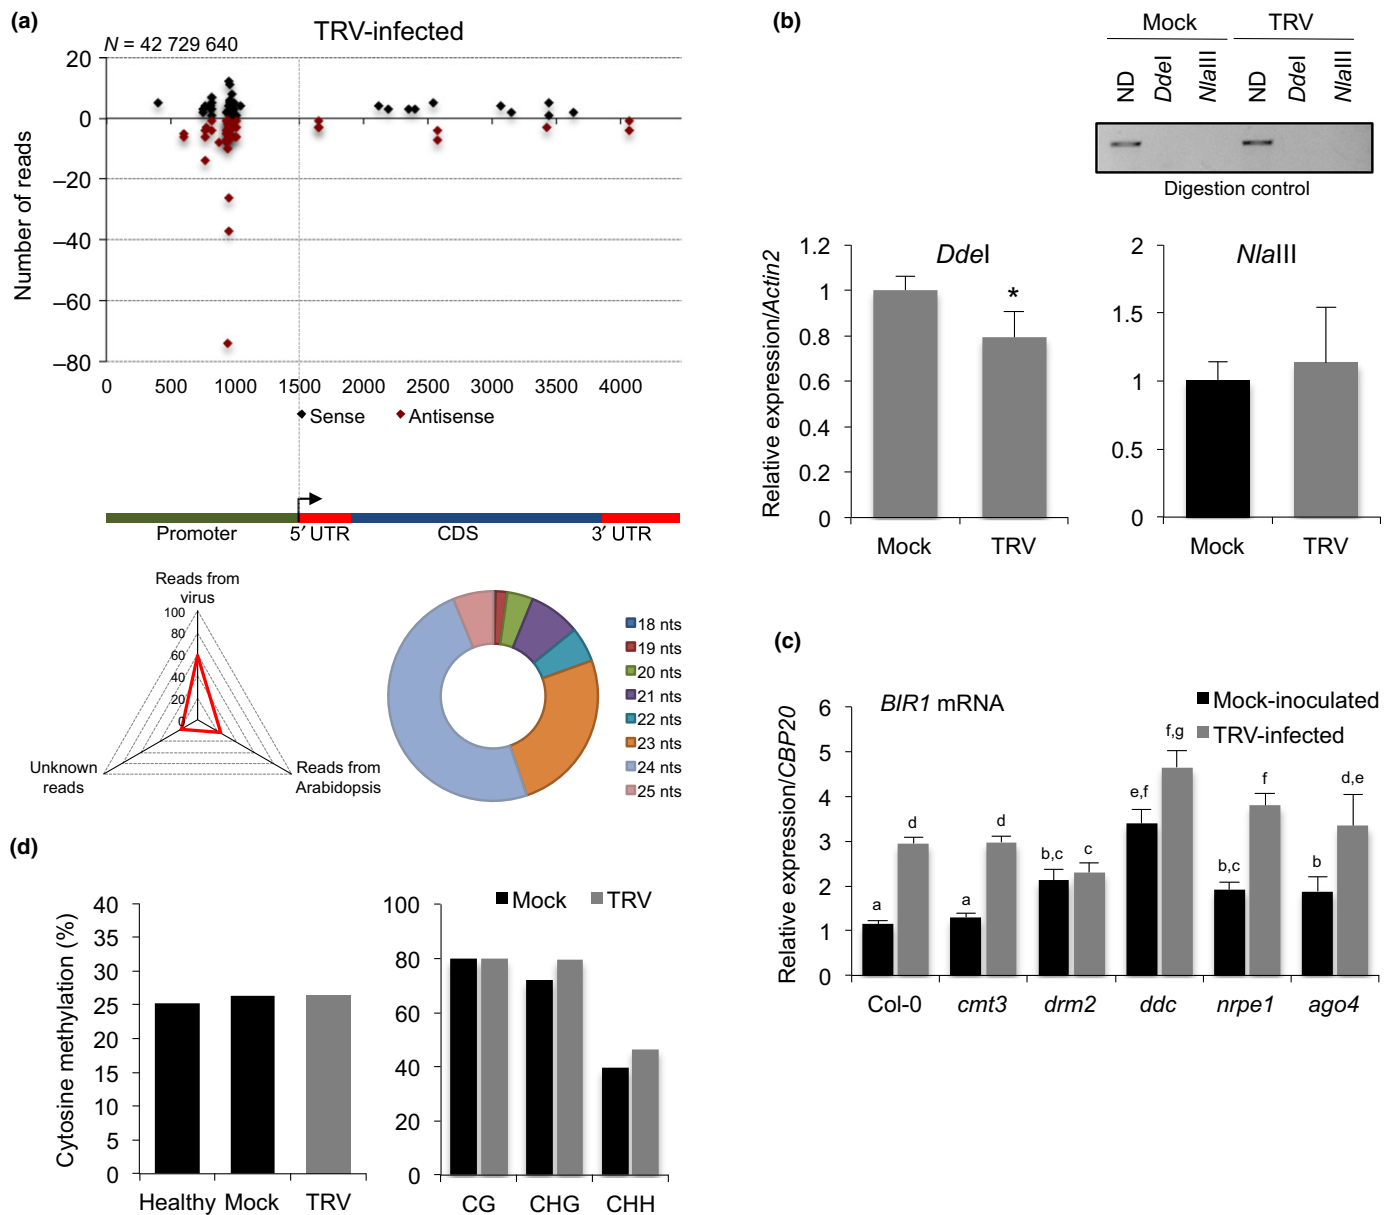 (a)
TRV-infected
N = 42 729 640
Number of reads
20
0
–20
–40
–60
–80
0 500 1000 1500 2000 2500 3000 3500 4000
Sense Antisense
Promoter 5′ UTR CDS 3′ UTR
Reads from
virus
100
80
60
40
20
0
Unknown
reads
Reads from
Arabidopsis
18 nts
19 nts
20 nts
21 nts
22 nts
23 nts
24 nts
25 nts
(b)
Mock TRV
ND DdeI NlaIII ND DdeI NlaIII
Digestion control
Relative expression/Actin2
DdeI
1.2
1
0.8
0.6
0.4
0.2
0
*
Mock TRV
NlaIII
2
1.5
1
0.5
0
Mock TRV
(c)
BIR1 mRNA
Mock-inoculated
TRV-infected
Relative expression/CBP20
6
5
4
3
2
1
0
a d a d b,c c e,f f,g b,c f b d,e
Col-0 cmt3 drm2 ddc nrpe1 ago4
(d)
Cytosine methylation (%)
40
35
30
25
20
15
10
5
0
Healthy Mock TRV
Mock TRV
100
80
60
40
20
0
CG CHG CHH